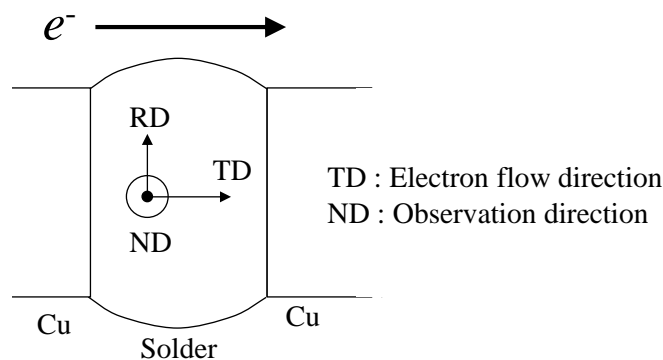 e-
RD
TD
ND
TD : Electron flow direction
ND : Observation direction
Cu
Cu
Solder